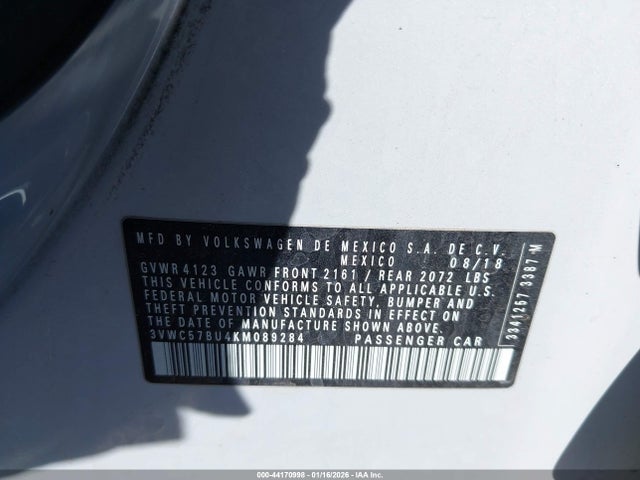 MFD BY VOLKSWAGEN DE MEXICO S.A. DE C.V.
MEXICO 08/18
GVWR 4123 GAWR FRONT 2161 / REAR 2072 LBS
THIS VEHICLE CONFORMS TO ALL APPLICABLE U.S.
FEDERAL MOTOR VEHICLE SAFETY, BUMPER AND
THEFT PREVENTION STANDARDS IN EFFECT ON
THE DATE OF MANUFACTURE SHOWN ABOVE.
3VWC57BU4KM089284 PASSENGER CAR
3341257 3387 M
000-44170998 - 01/16/2026 - IAA Inc.